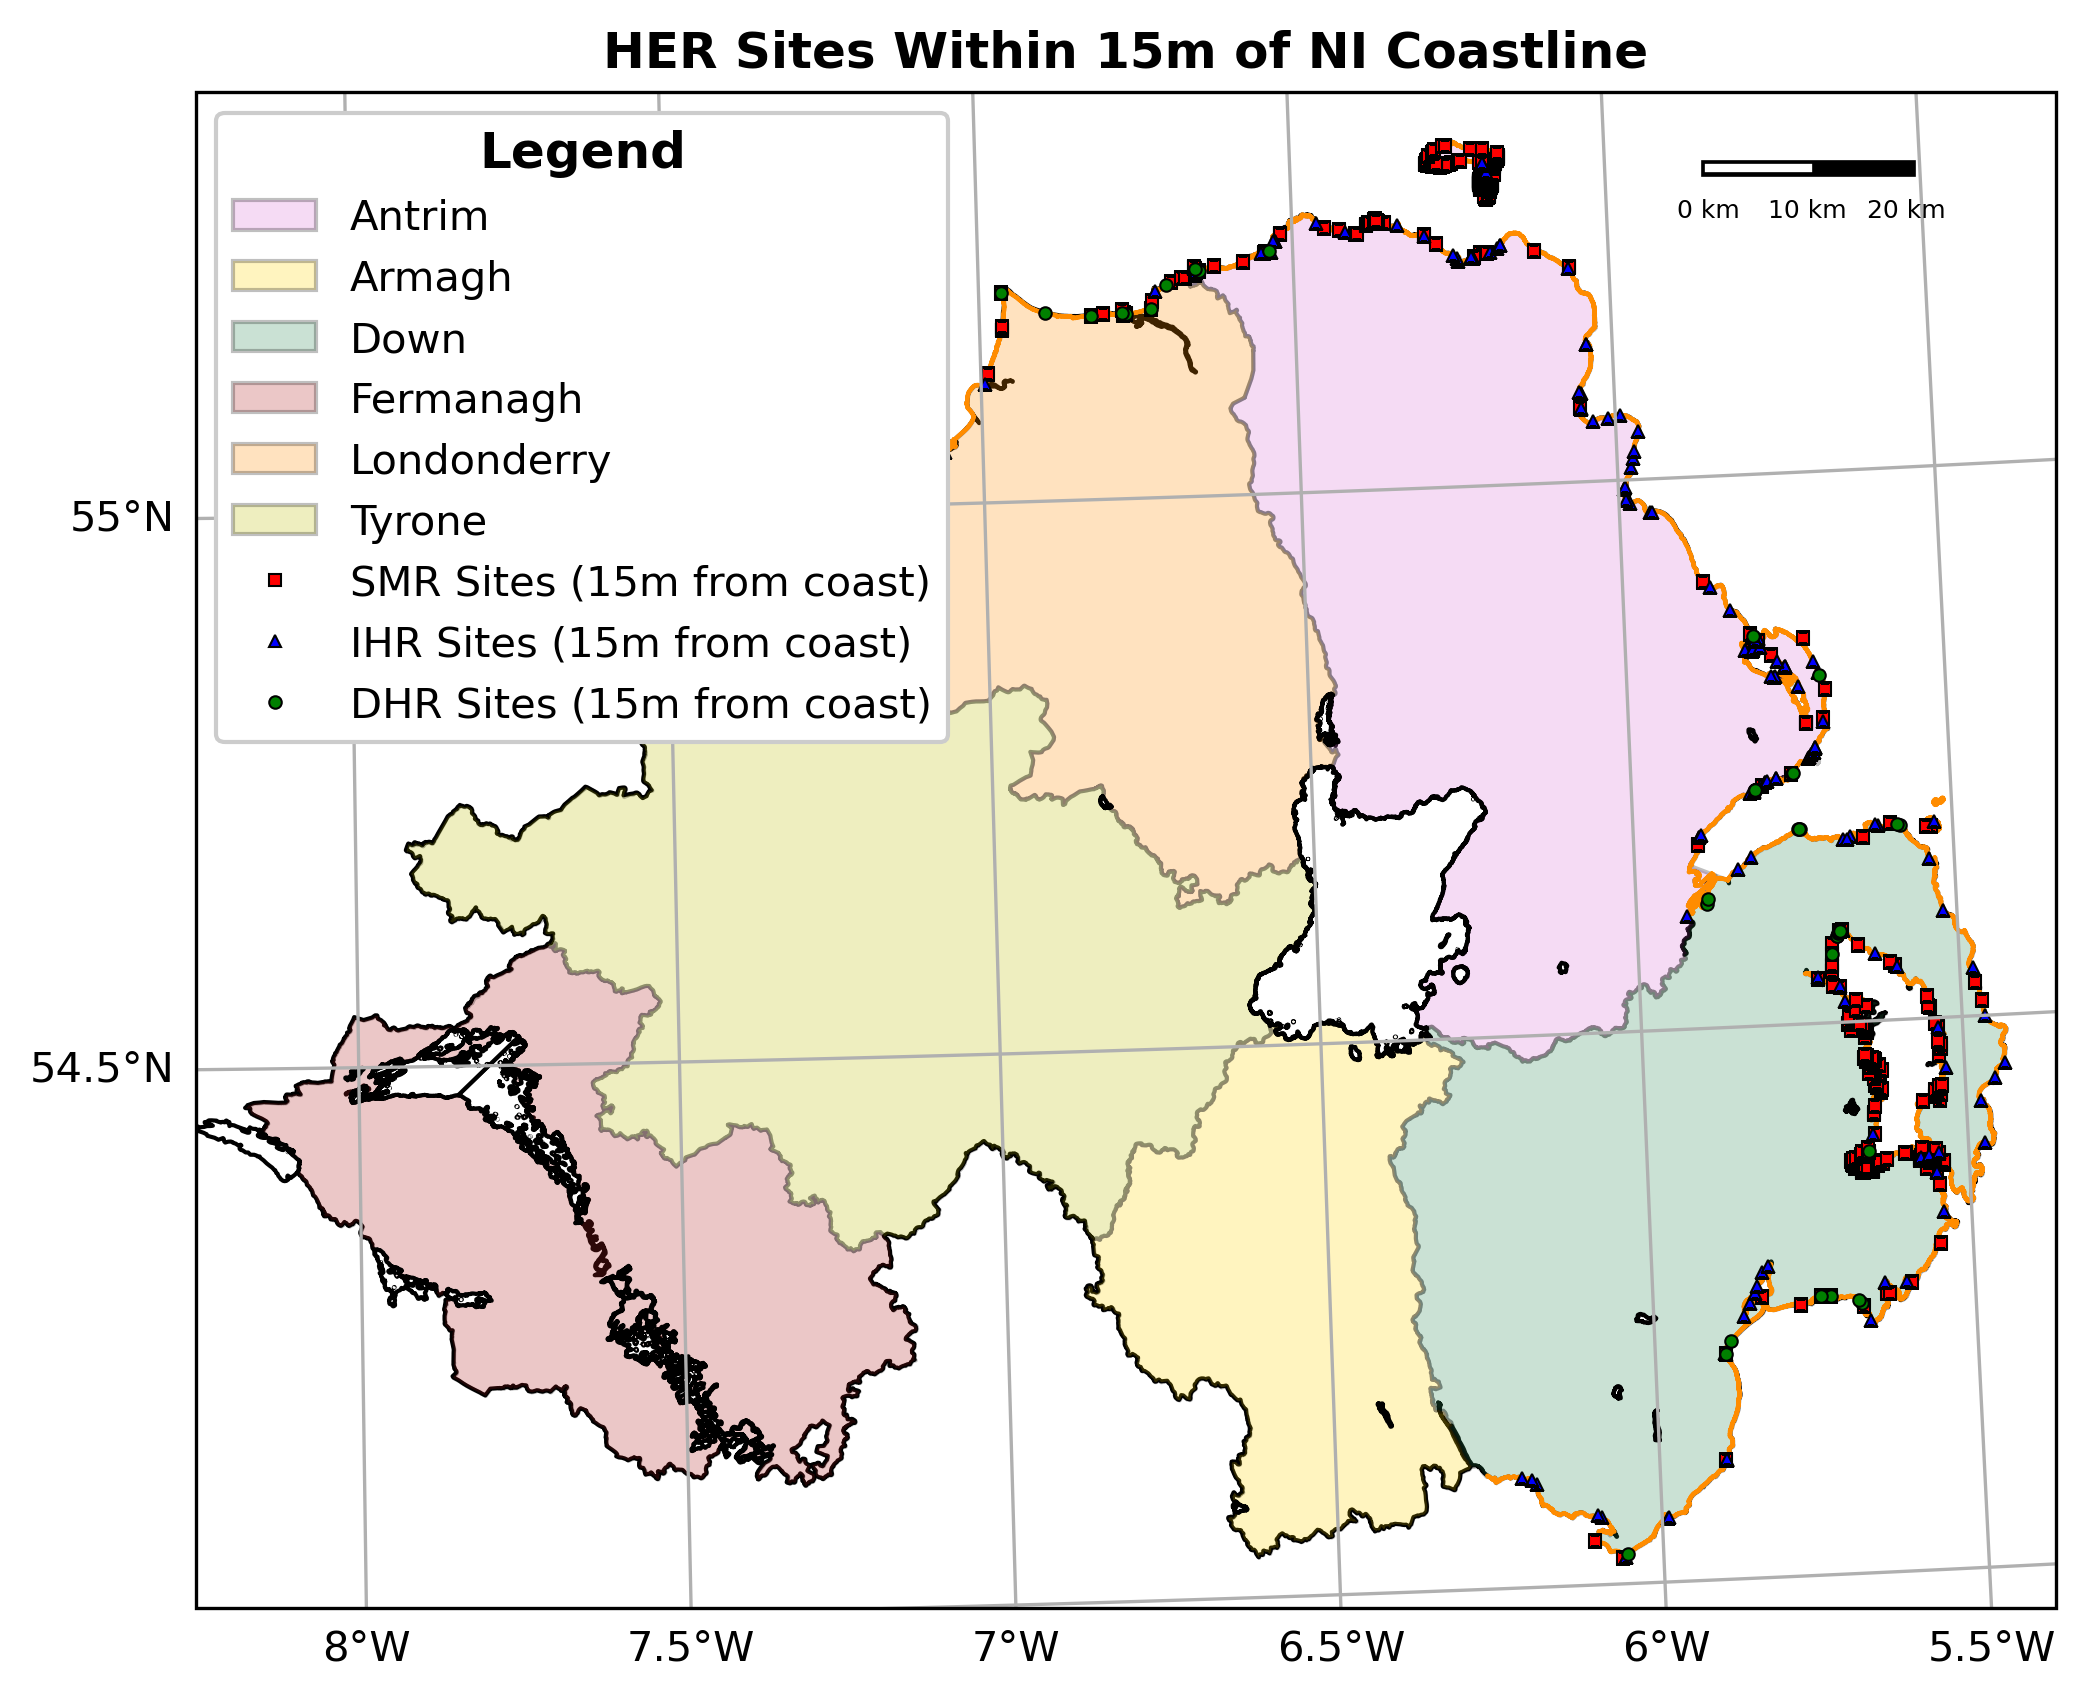 HER Sites Within 15m of NI Coastline
Legend
Antrim
Armagh
Down
Fermanagh
Londonderry
Tyrone
SMR Sites (15m from coast)
IHR Sites (15m from coast)
DHR Sites (15m from coast)
0 km 10 km 20 km
55°N
54.5°N
8°W 7.5°W 7°W 6.5°W 6°W 5.5°W